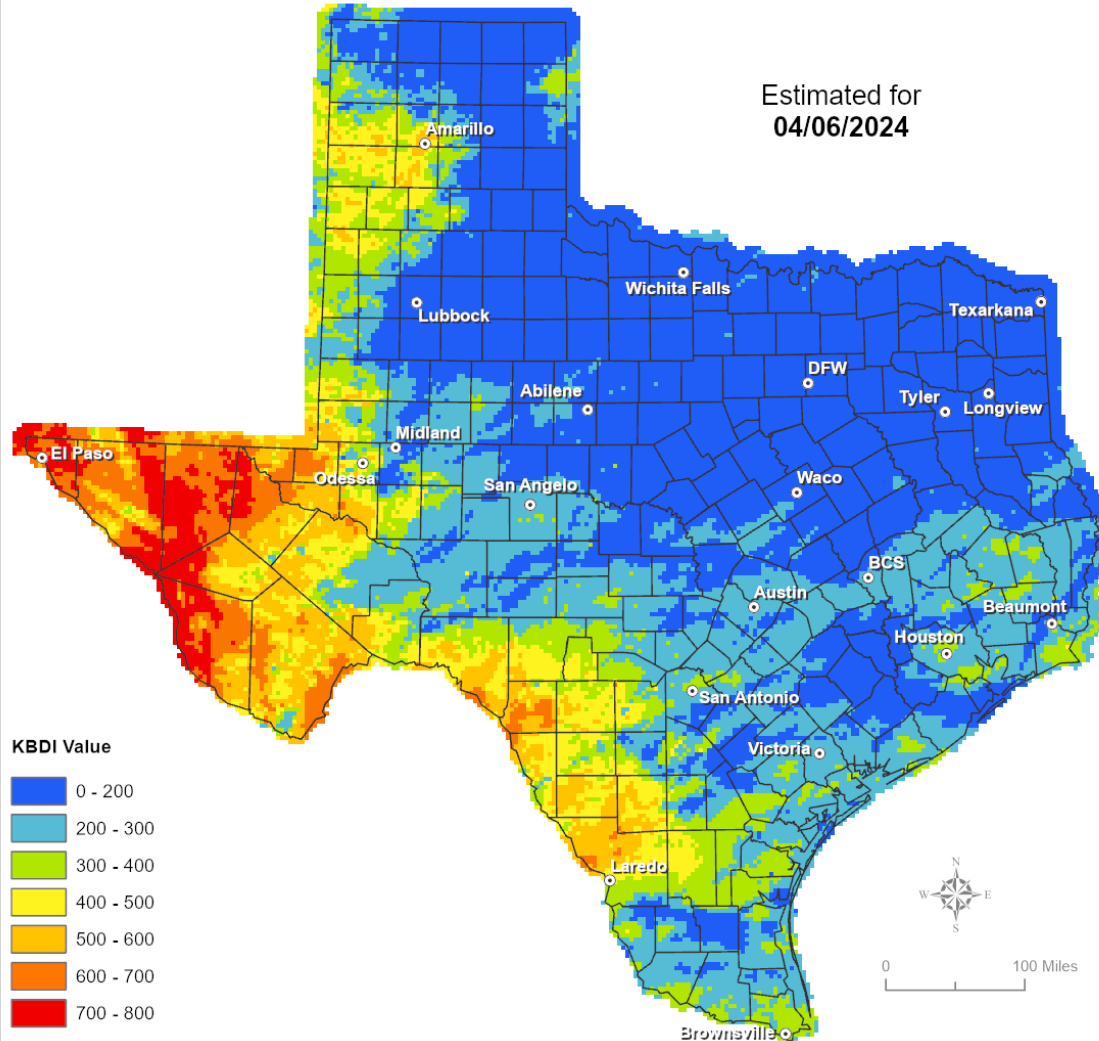 Estimated for
04/06/2024
Amarillo
Wichita Falls
Texarkana
Lubbock
DFW
Abilene
Tyler
Longview
Midland
El Paso
Odessa
San Angelo
Waco
BCS
Austin
Beaumont
Houston
San Antonio
Victoria
KBDI Value
0 - 200
200 - 300
300 - 400
400 - 500
500 - 600
600 - 700
700 - 800
Laredo
N
W E
S
0 100 Miles
Brownsville